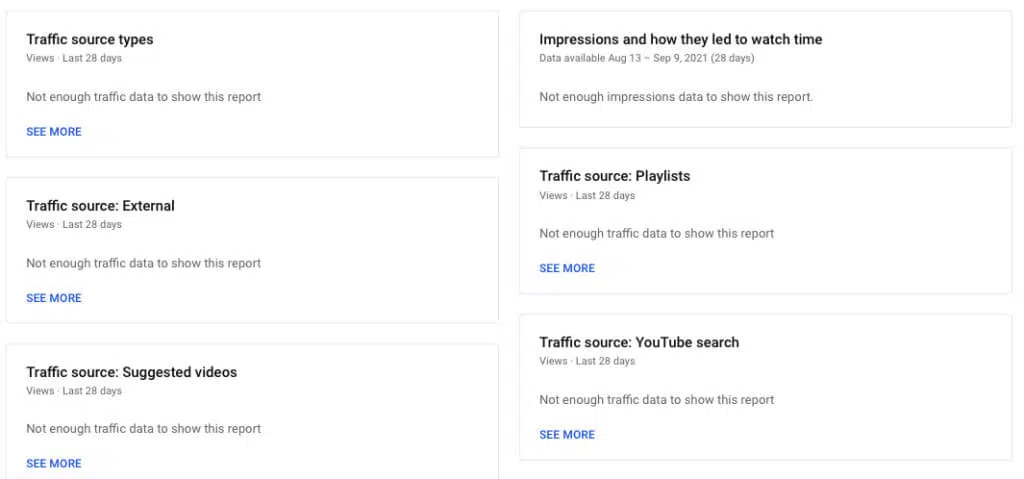 Traffic source types
Views · Last 28 days
Not enough traffic data to show this report
SEE MORE
Traffic source: External
Views · Last 28 days
Not enough traffic data to show this report
SEE MORE
Traffic source: Suggested videos
Views · Last 28 days
Not enough traffic data to show this report
SEE MORE
Impressions and how they led to watch time
Data available Aug 13 – Sep 9, 2021 (28 days)
Not enough impressions data to show this report.
Traffic source: Playlists
Views · Last 28 days
Not enough traffic data to show this report
SEE MORE
Traffic source: YouTube search
Views · Last 28 days
Not enough traffic data to show this report
SEE MORE